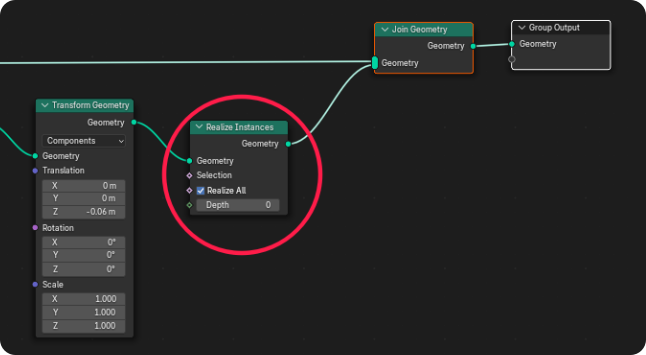 Join Geometry
Geometry
Geometry
Group Output
Geometry
Transform Geometry
Geometry
Components
Geometry
Translation
X 0 m
Y 0 m
Z -0.06 m
Rotation
X 0°
Y 0°
Z 0°
Scale
X 1.000
Y 1.000
Z 1.000
Realize Instances
Geometry
Geometry
Selection
Realize All
Depth 0